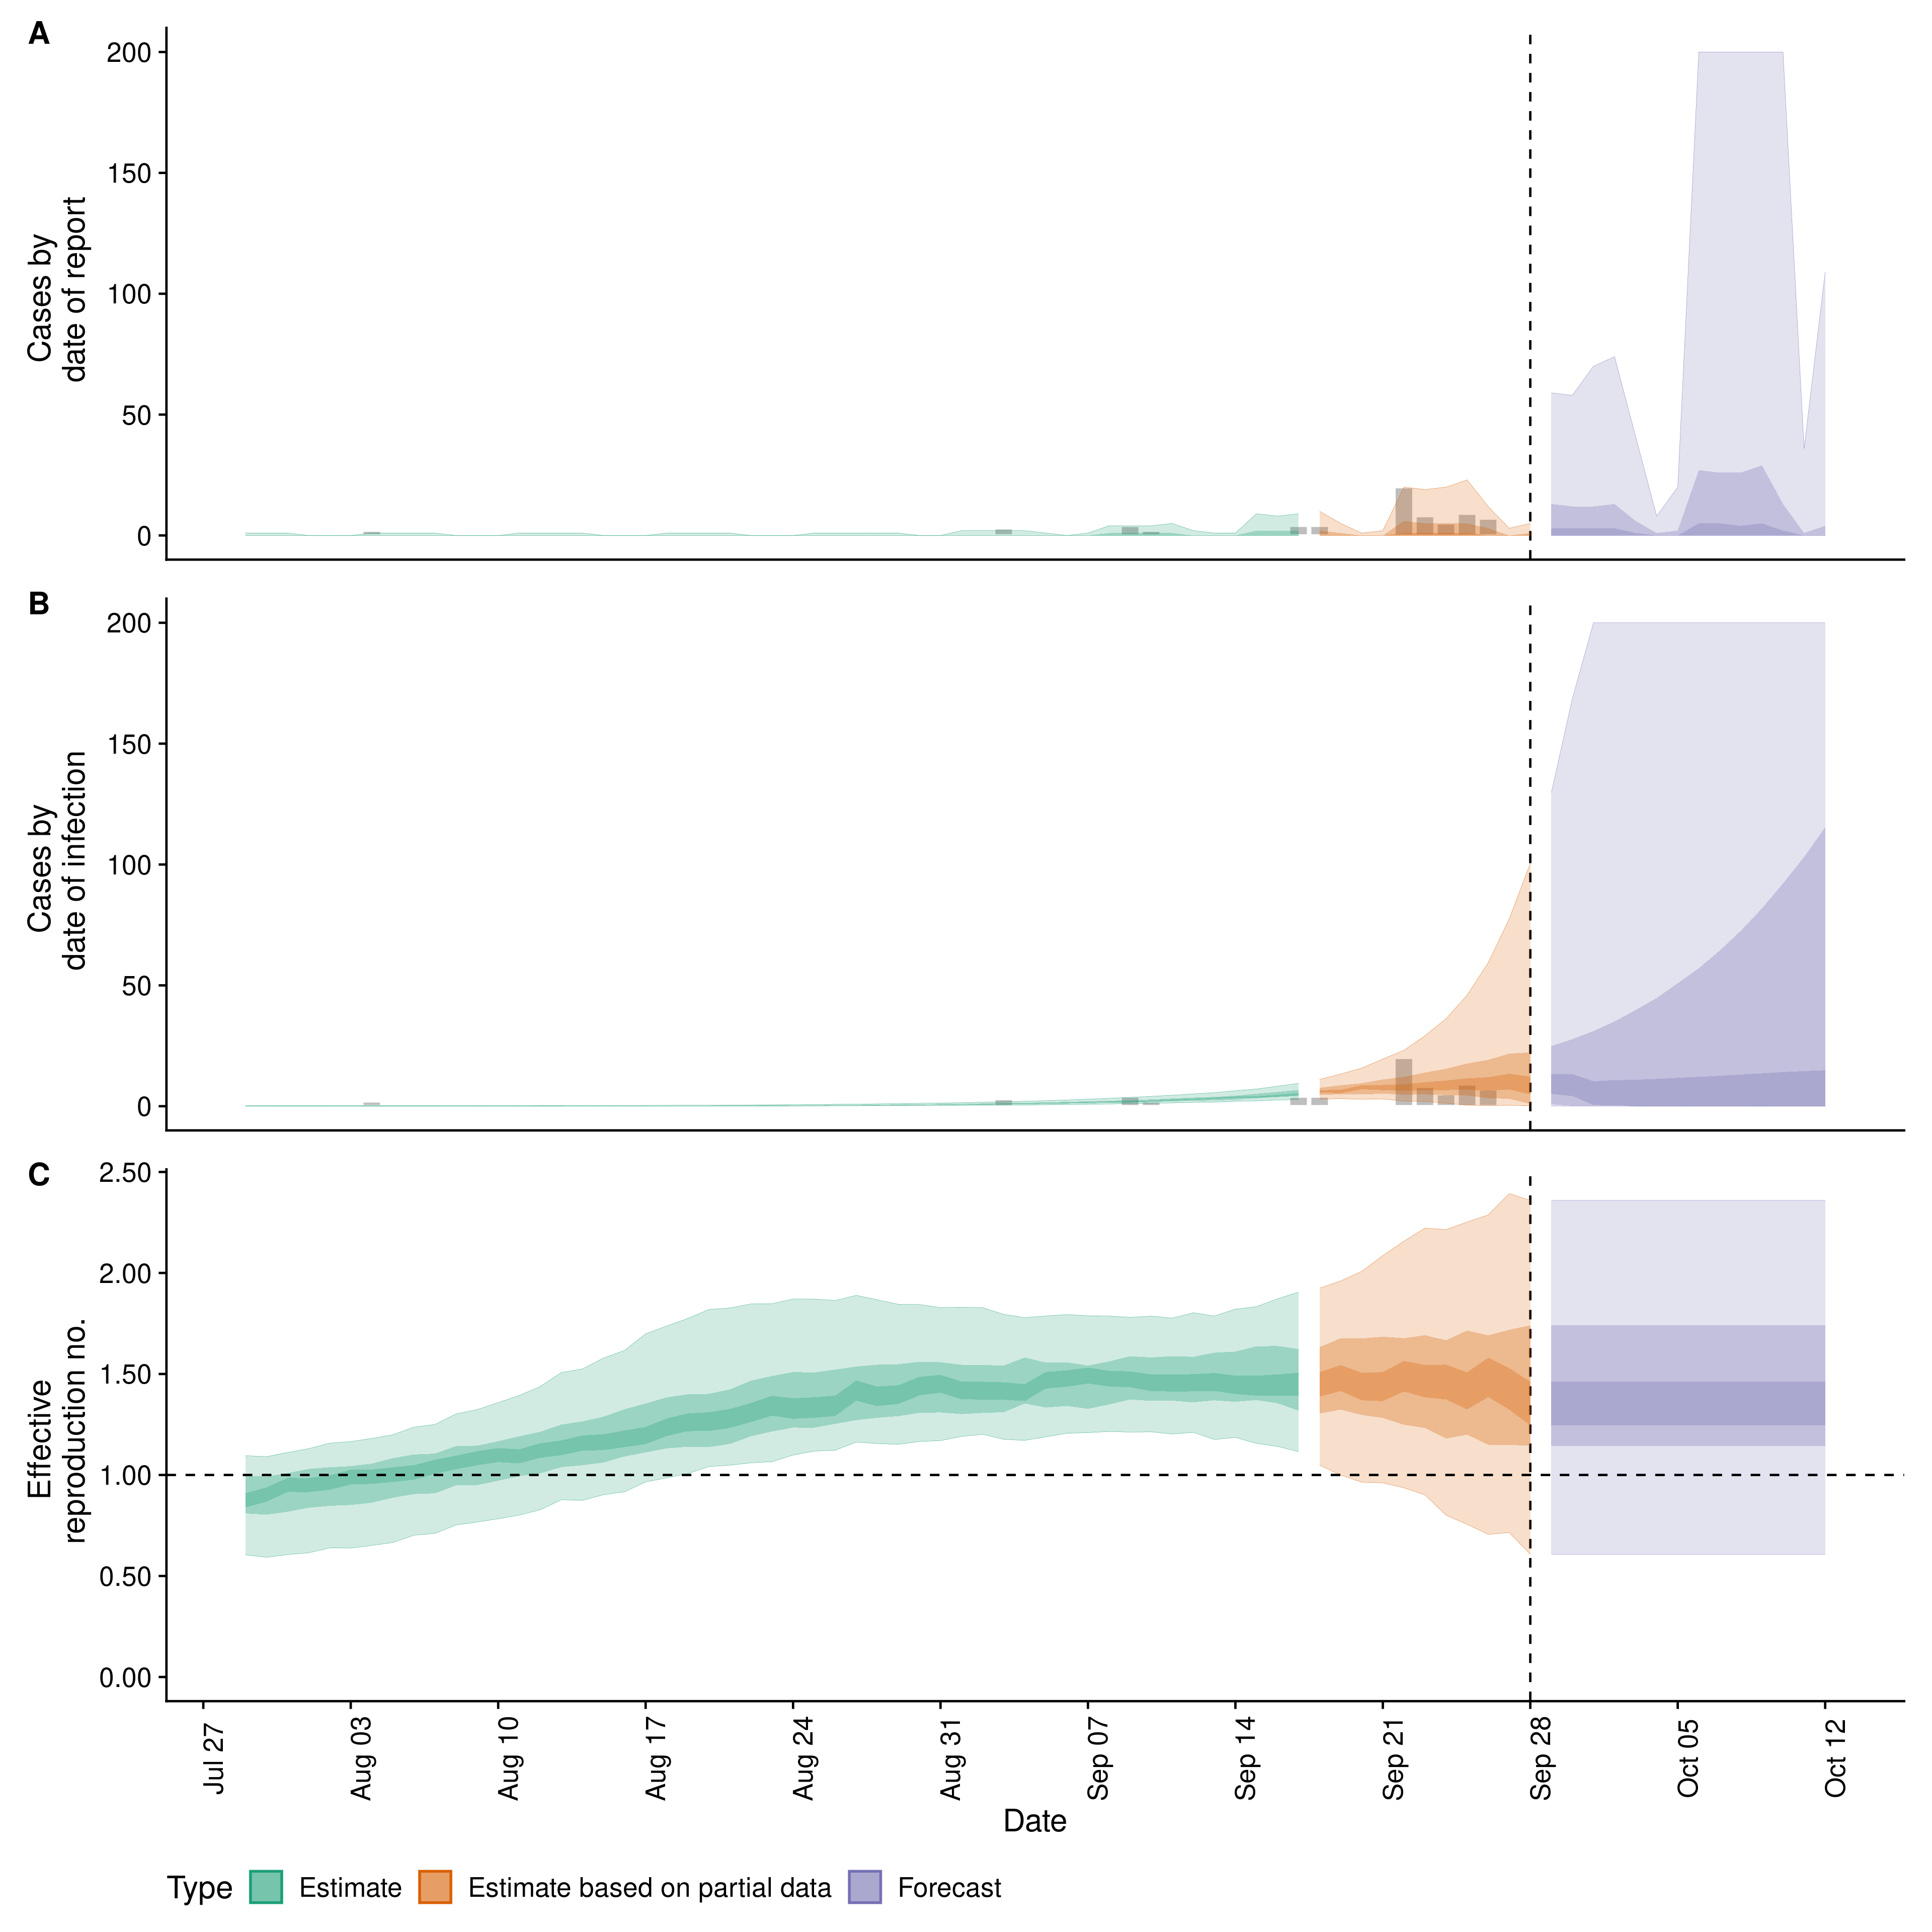 A
200
150
100
50
0
Cases by
date of report
B
200
150
100
50
0
Cases by
date of infection
C
2.50
2.00
1.50
1.00
0.50
0.00
Effective
reproduction no.
Jul 27
Aug 03
Aug 10
Aug 17
Aug 24
Aug 31
Sep 07
Sep 14
Sep 21
Sep 28
Oct 05
Oct 12
Date
Type
Estimate
Estimate based on partial data
Forecast